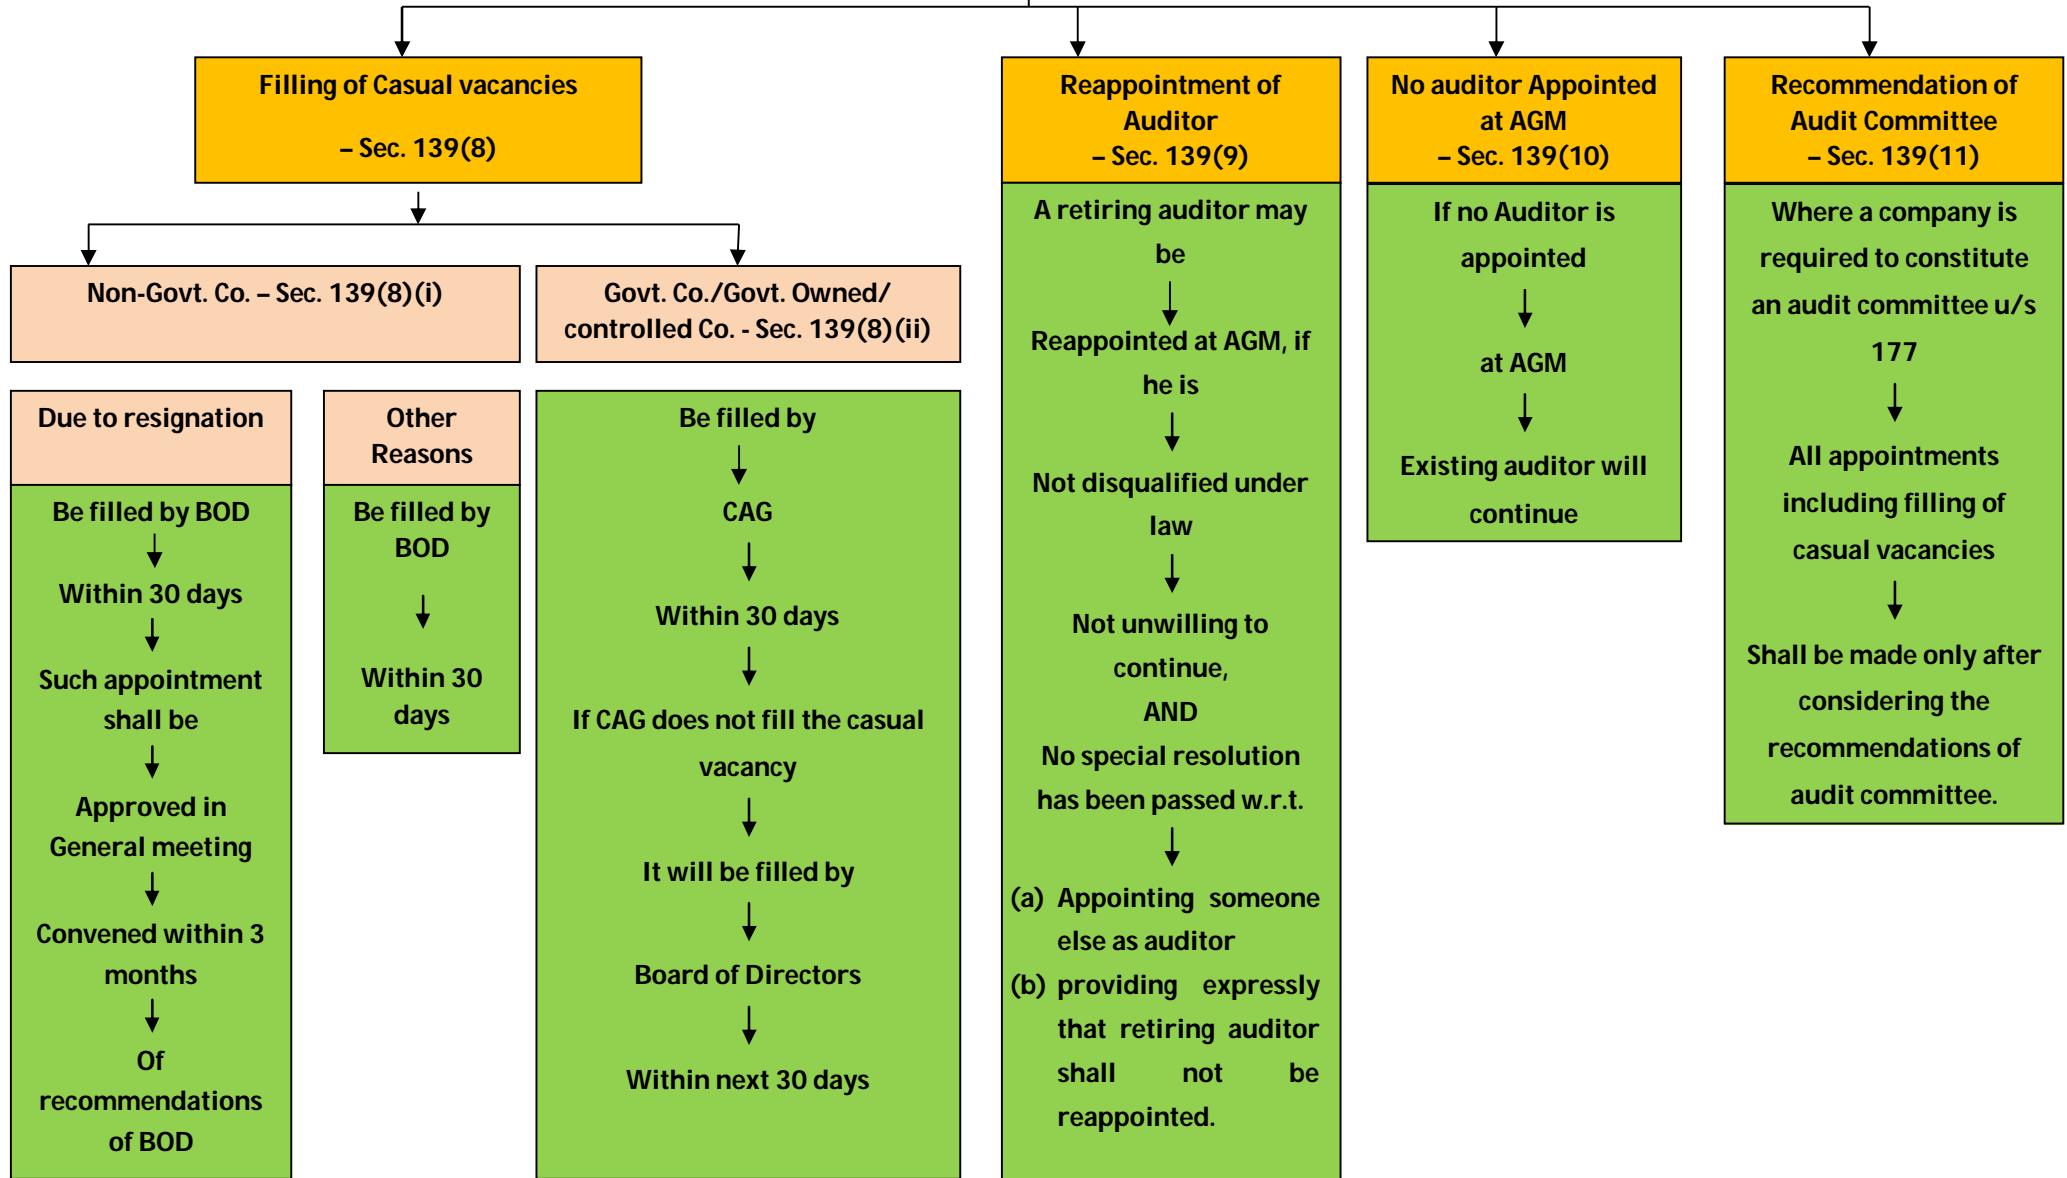 Filling of Casual vacancies
– Sec. 139(8)
Non-Govt. Co. – Sec. 139(8)(i)
Due to resignation
Be filled by BOD
Within 30 days
Such appointment
shall be
Approved in
General meeting
Convened within 3
months
Of
recommendations
of BOD
Other
Reasons
Be filled by
BOD
Within 30
days
Govt. Co./Govt. Owned/
controlled Co. - Sec. 139(8)(ii)
Be filled by
CAG
Within 30 days
If CAG does not fill the casual
vacancy
It will be filled by
Board of Directors
Within next 30 days
Reappointment of
Auditor
– Sec. 139(9)
A retiring auditor may
be
Reappointed at AGM, if
he is
Not disqualified under
law
Not unwilling to
continue,
AND
No special resolution
has been passed w.r.t.
(a) Appointing someone
else as auditor
(b) providing expressly
that retiring auditor
shall not be
reappointed.
No auditor Appointed
at AGM
– Sec. 139(10)
If no Auditor is
appointed
at AGM
Existing auditor will
continue
Recommendation of
Audit Committee
– Sec. 139(11)
Where a company is
required to constitute
an audit committee u/s
177
All appointments
including filling of
casual vacancies
Shall be made only after
considering the
recommendations of
audit committee.